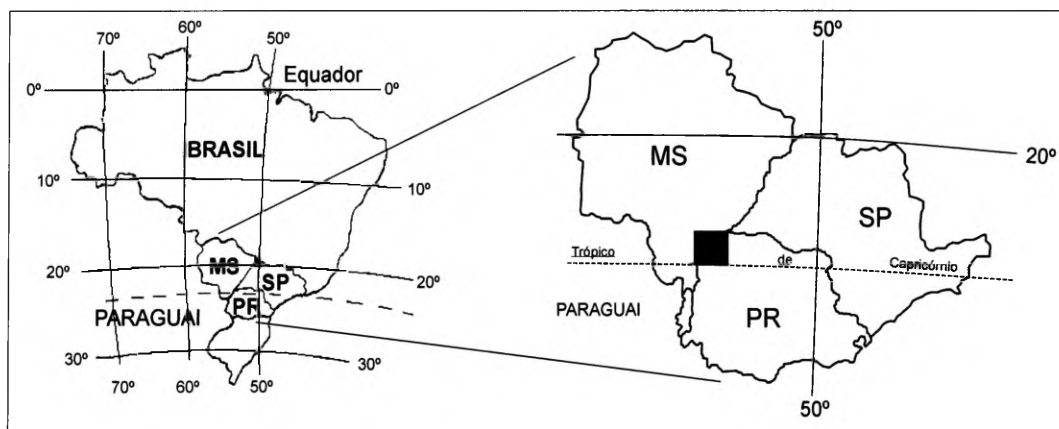 70º 60º 50º
Equador
0º 0º
BRASIL
10º 10º
MS
20º 20º
SP
PARAGUAI PR
30º 30º
70º 60º 50º
50º
MS
20º
SP
Trópico de Capricórnio
PARAGUAI
PR
50º